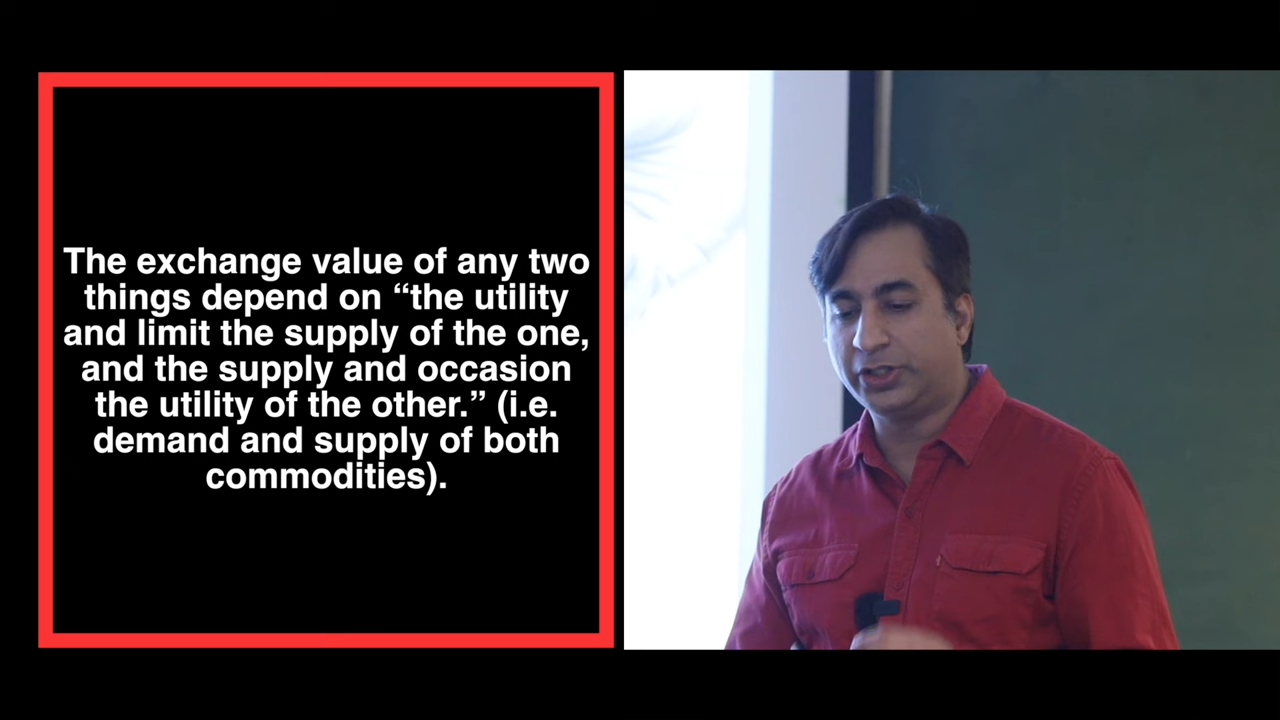 The exchange value of any two
things depend on “the utility
and limit the supply of the one,
and the supply and occasion
the utility of the other.” (i.e.
demand and supply of both
commodities).